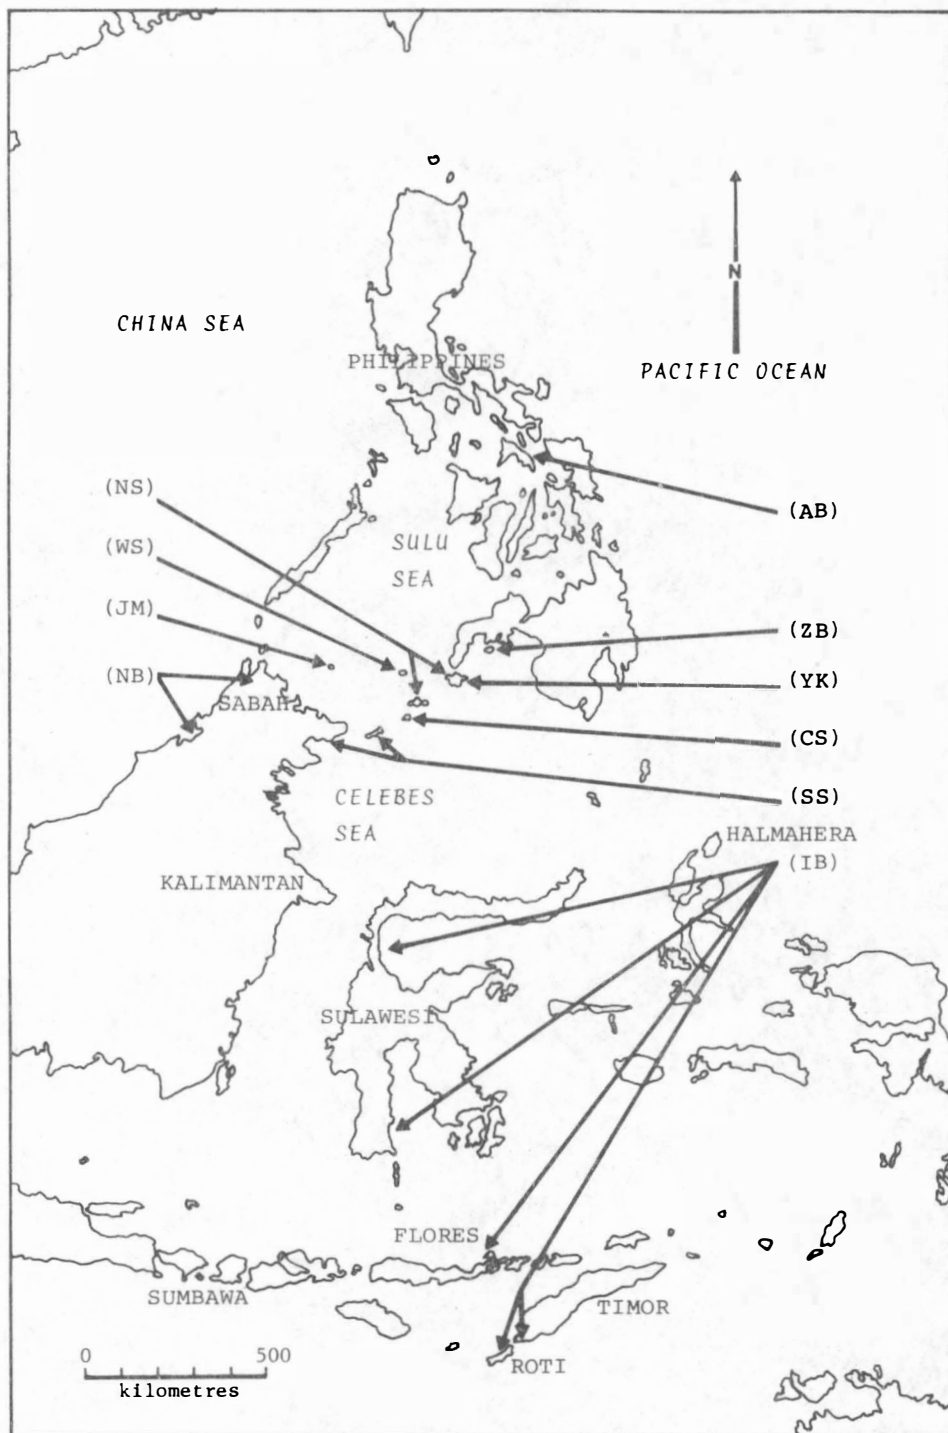 N
CHINA SEA
PHILIPPINES
PACIFIC OCEAN
(NS)
(AB)
SULU
SEA
(WS)
(JM)
(ZB)
(NB)
(YK)
SABAH
(CS)
CELEBES
SEA
(SS)
HALMAHERA
(IB)
KALIMANTAN
SULAWESI
FLORES
SUMBAWA
TIMOR
0 500
kilometres
ROTI